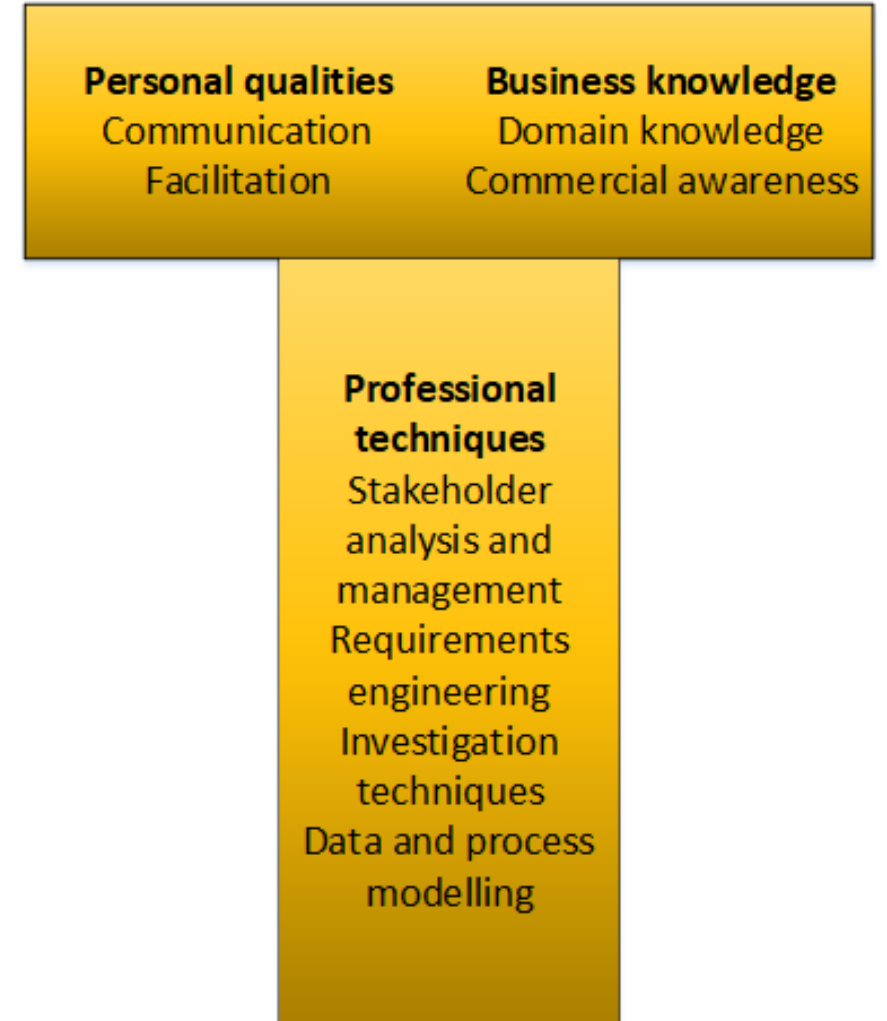 Personal qualities
Communication
Facilitation
Business knowledge
Domain knowledge
Commercial awareness
Professional
techniques
Stakeholder
analysis and
management
Requirements
engineering
Investigation
techniques
Data and process
modelling